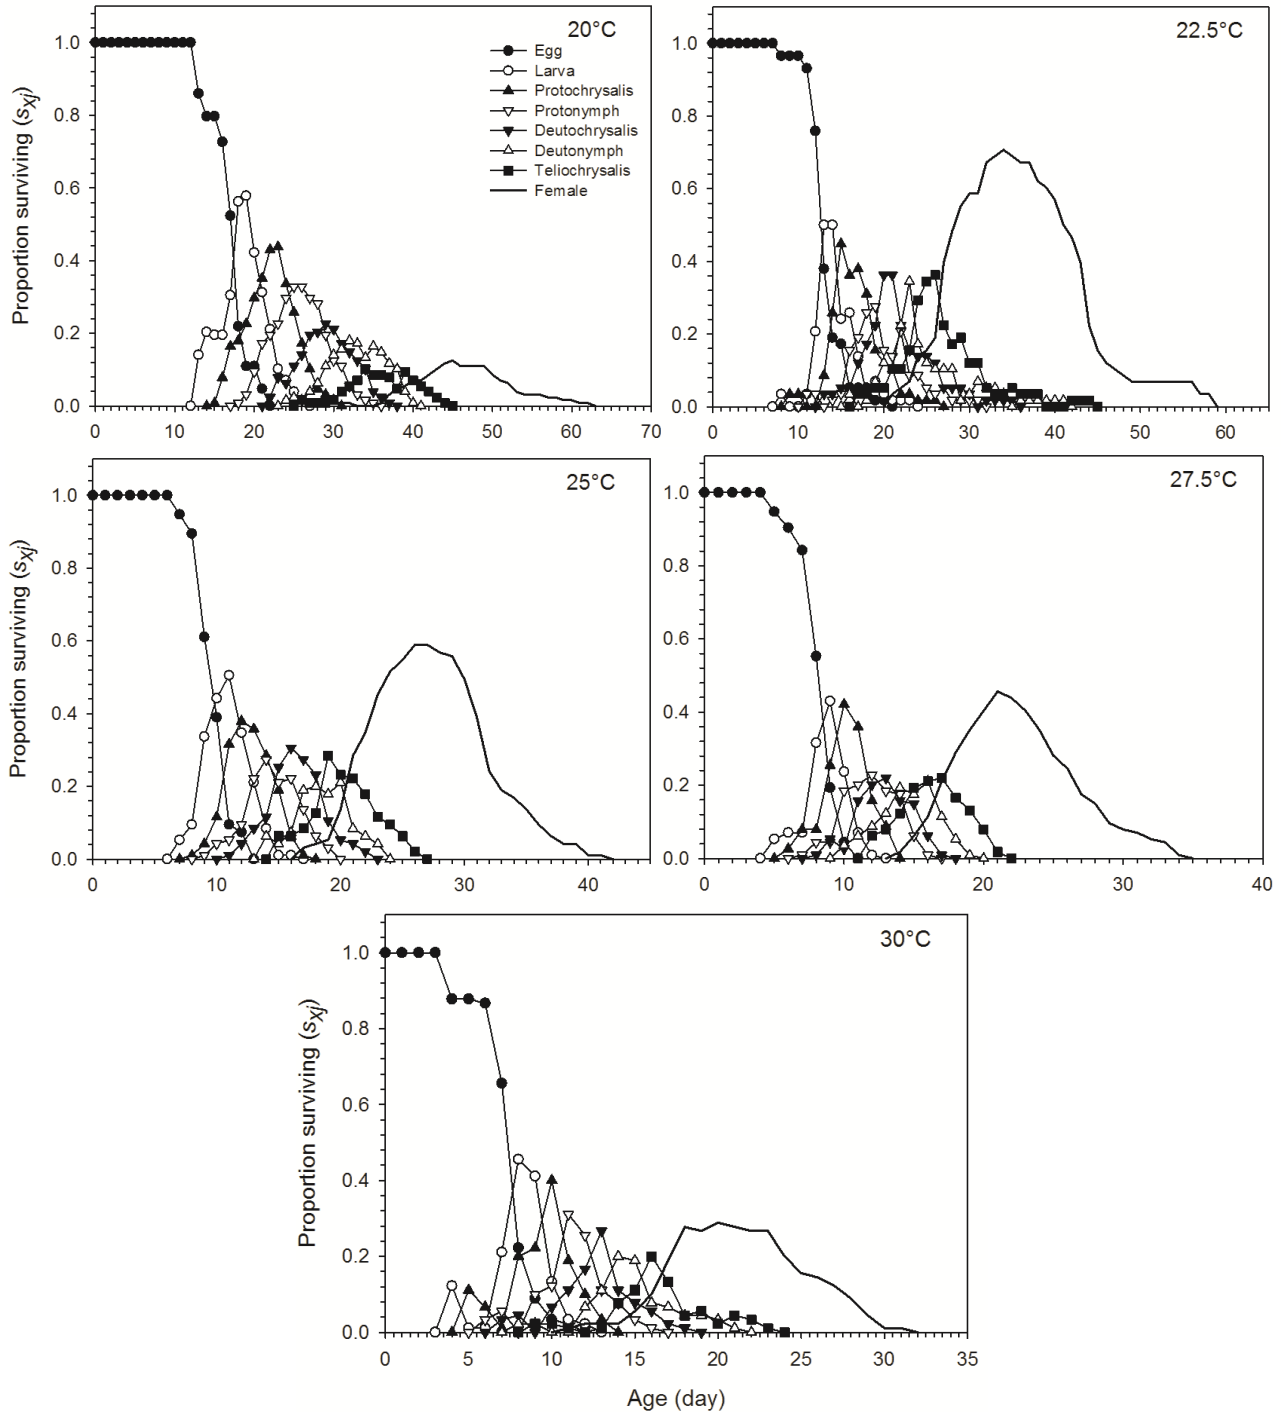 20°C
Egg
Larva
Protochrysalis
Protonymph
Deutochrysalis
Deutonymph
Teliochrysalis
Female
Proportion surviving (sxj)
1.0
0.8
0.6
0.4
0.2
0.0
0 10 20 30 40 50 60 70
22.5°C
1.0
0.8
0.6
0.4
0.2
0.0
0 10 20 30 40 50 60
25°C
Proportion surviving (sxj)
1.0
0.8
0.6
0.4
0.2
0.0
0 10 20 30 40
27.5°C
1.0
0.8
0.6
0.4
0.2
0.0
0 10 20 30 40
30°C
Proportion surviving (sxj)
1.0
0.8
0.6
0.4
0.2
0.0
0 5 10 15 20 25 30 35
Age (day)